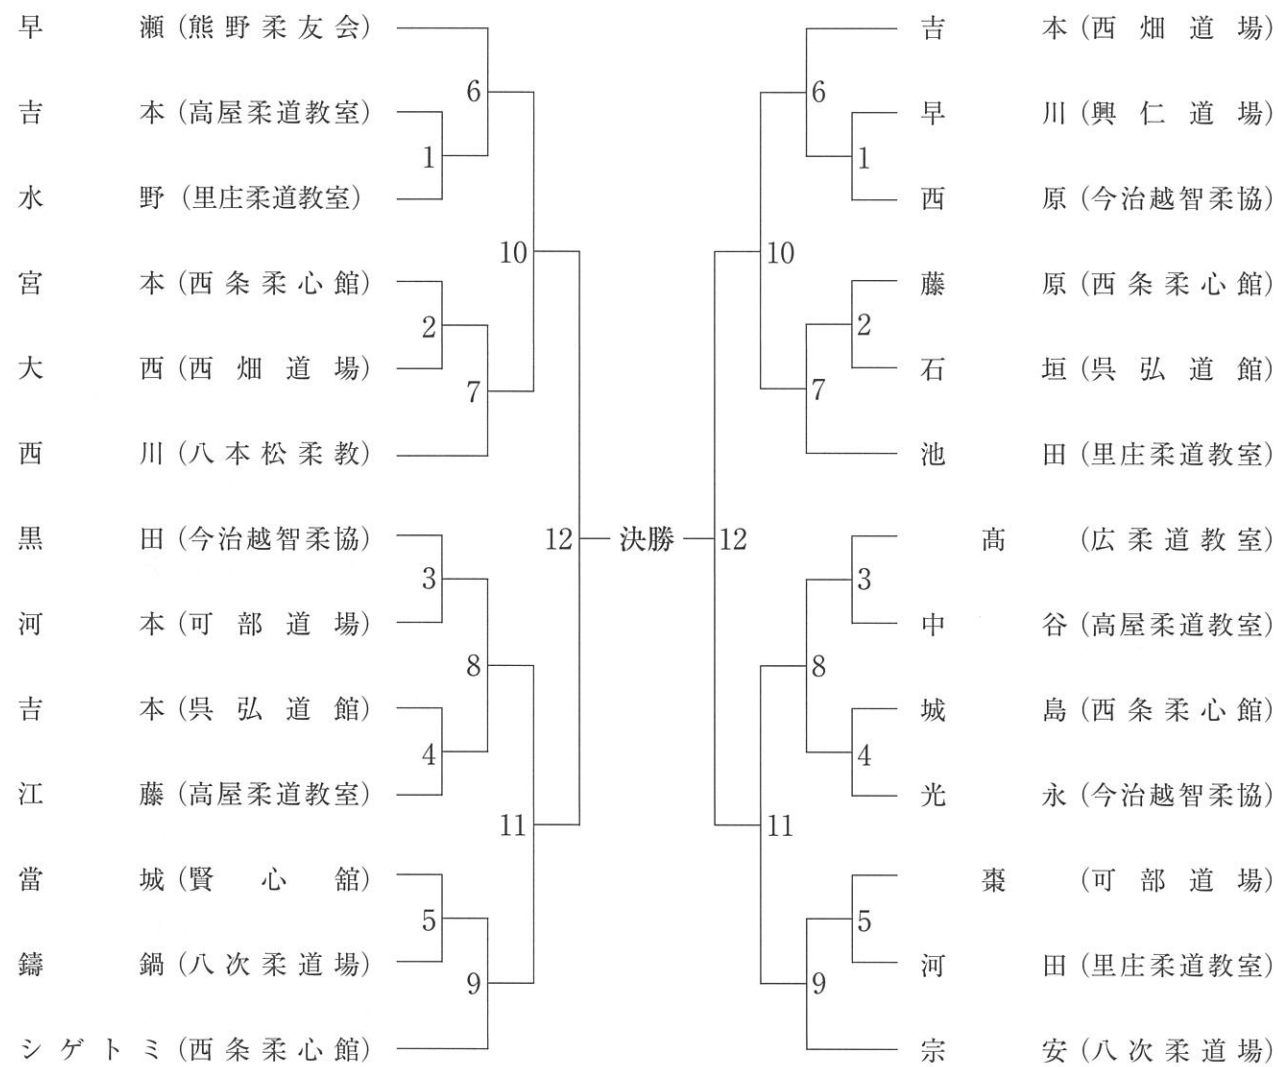 早瀬(熊野柔友会)
吉本(高屋柔道教室)
水野(里庄柔道教室)
宮本(西条柔心館)
大西(西畑道場)
西川(八本松柔教)
黒田(今治越智柔協)
河本(可部道場)
吉本(呉弘道館)
江藤(高屋柔道教室)
當城(賢心舘)
鑄鍋(八次柔道場)
シゲトミ(西条柔心館)
1
2
3
4
5
6
7
8
9
10
11
12
決勝
12
10
11
6
7
8
9
1
2
3
4
5
吉本(西畑道場)
早川(興仁道場)
西原(今治越智柔協)
藤原(西条柔心館)
石垣(呉弘道館)
池田(里庄柔道教室)
髙(広柔道教室)
中谷(高屋柔道教室)
城島(西条柔心館)
光永(今治越智柔協)
棗(可部道場)
河田(里庄柔道教室)
宗安(八次柔道場)